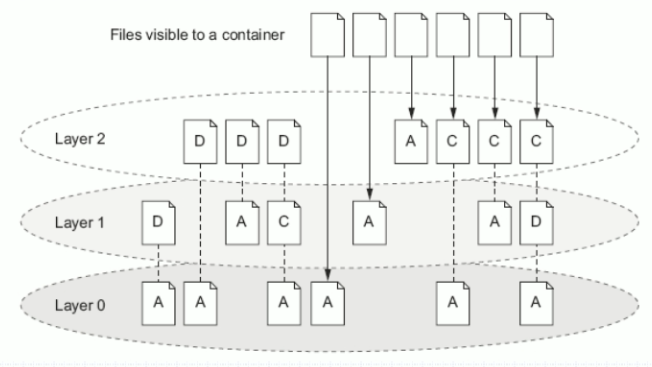 Files visible to a container
Layer 2 D D D A C C C
Layer 1 D A C A A D
Layer 0 A A A A A A